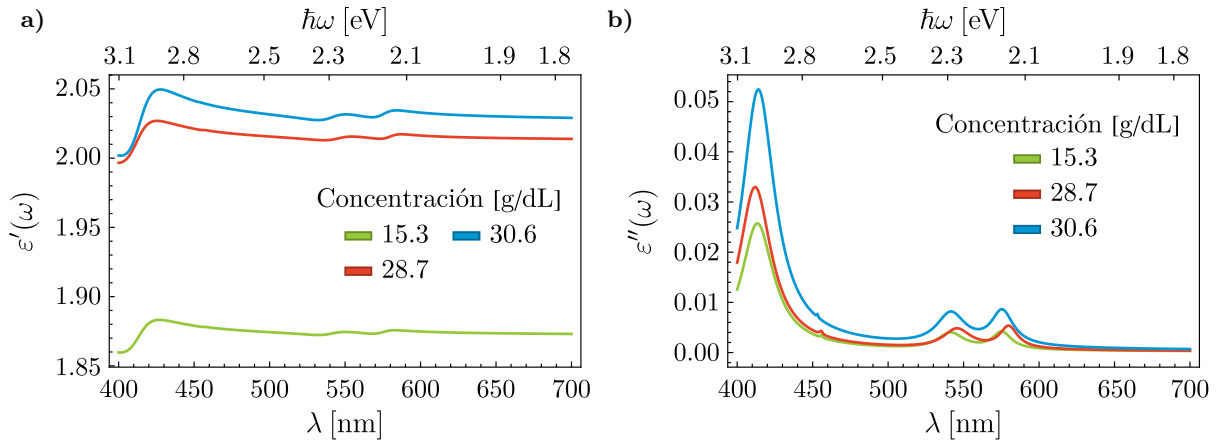 a)
ħω [eV]
3.1 2.8 2.5 2.3 2.1 1.9 1.8
2.05
2.00
1.95
1.90
1.85
ε′(ω)
Concentración [g/dL]
15.3 30.6
28.7
400 450 500 550 600 650 700
λ [nm]
b)
ħω [eV]
3.1 2.8 2.5 2.3 2.1 1.9 1.8
0.05
0.04
0.03
0.02
0.01
0.00
ε′′(ω)
Concentración [g/dL]
15.3
28.7
30.6
400 450 500 550 600 650 700
λ [nm]